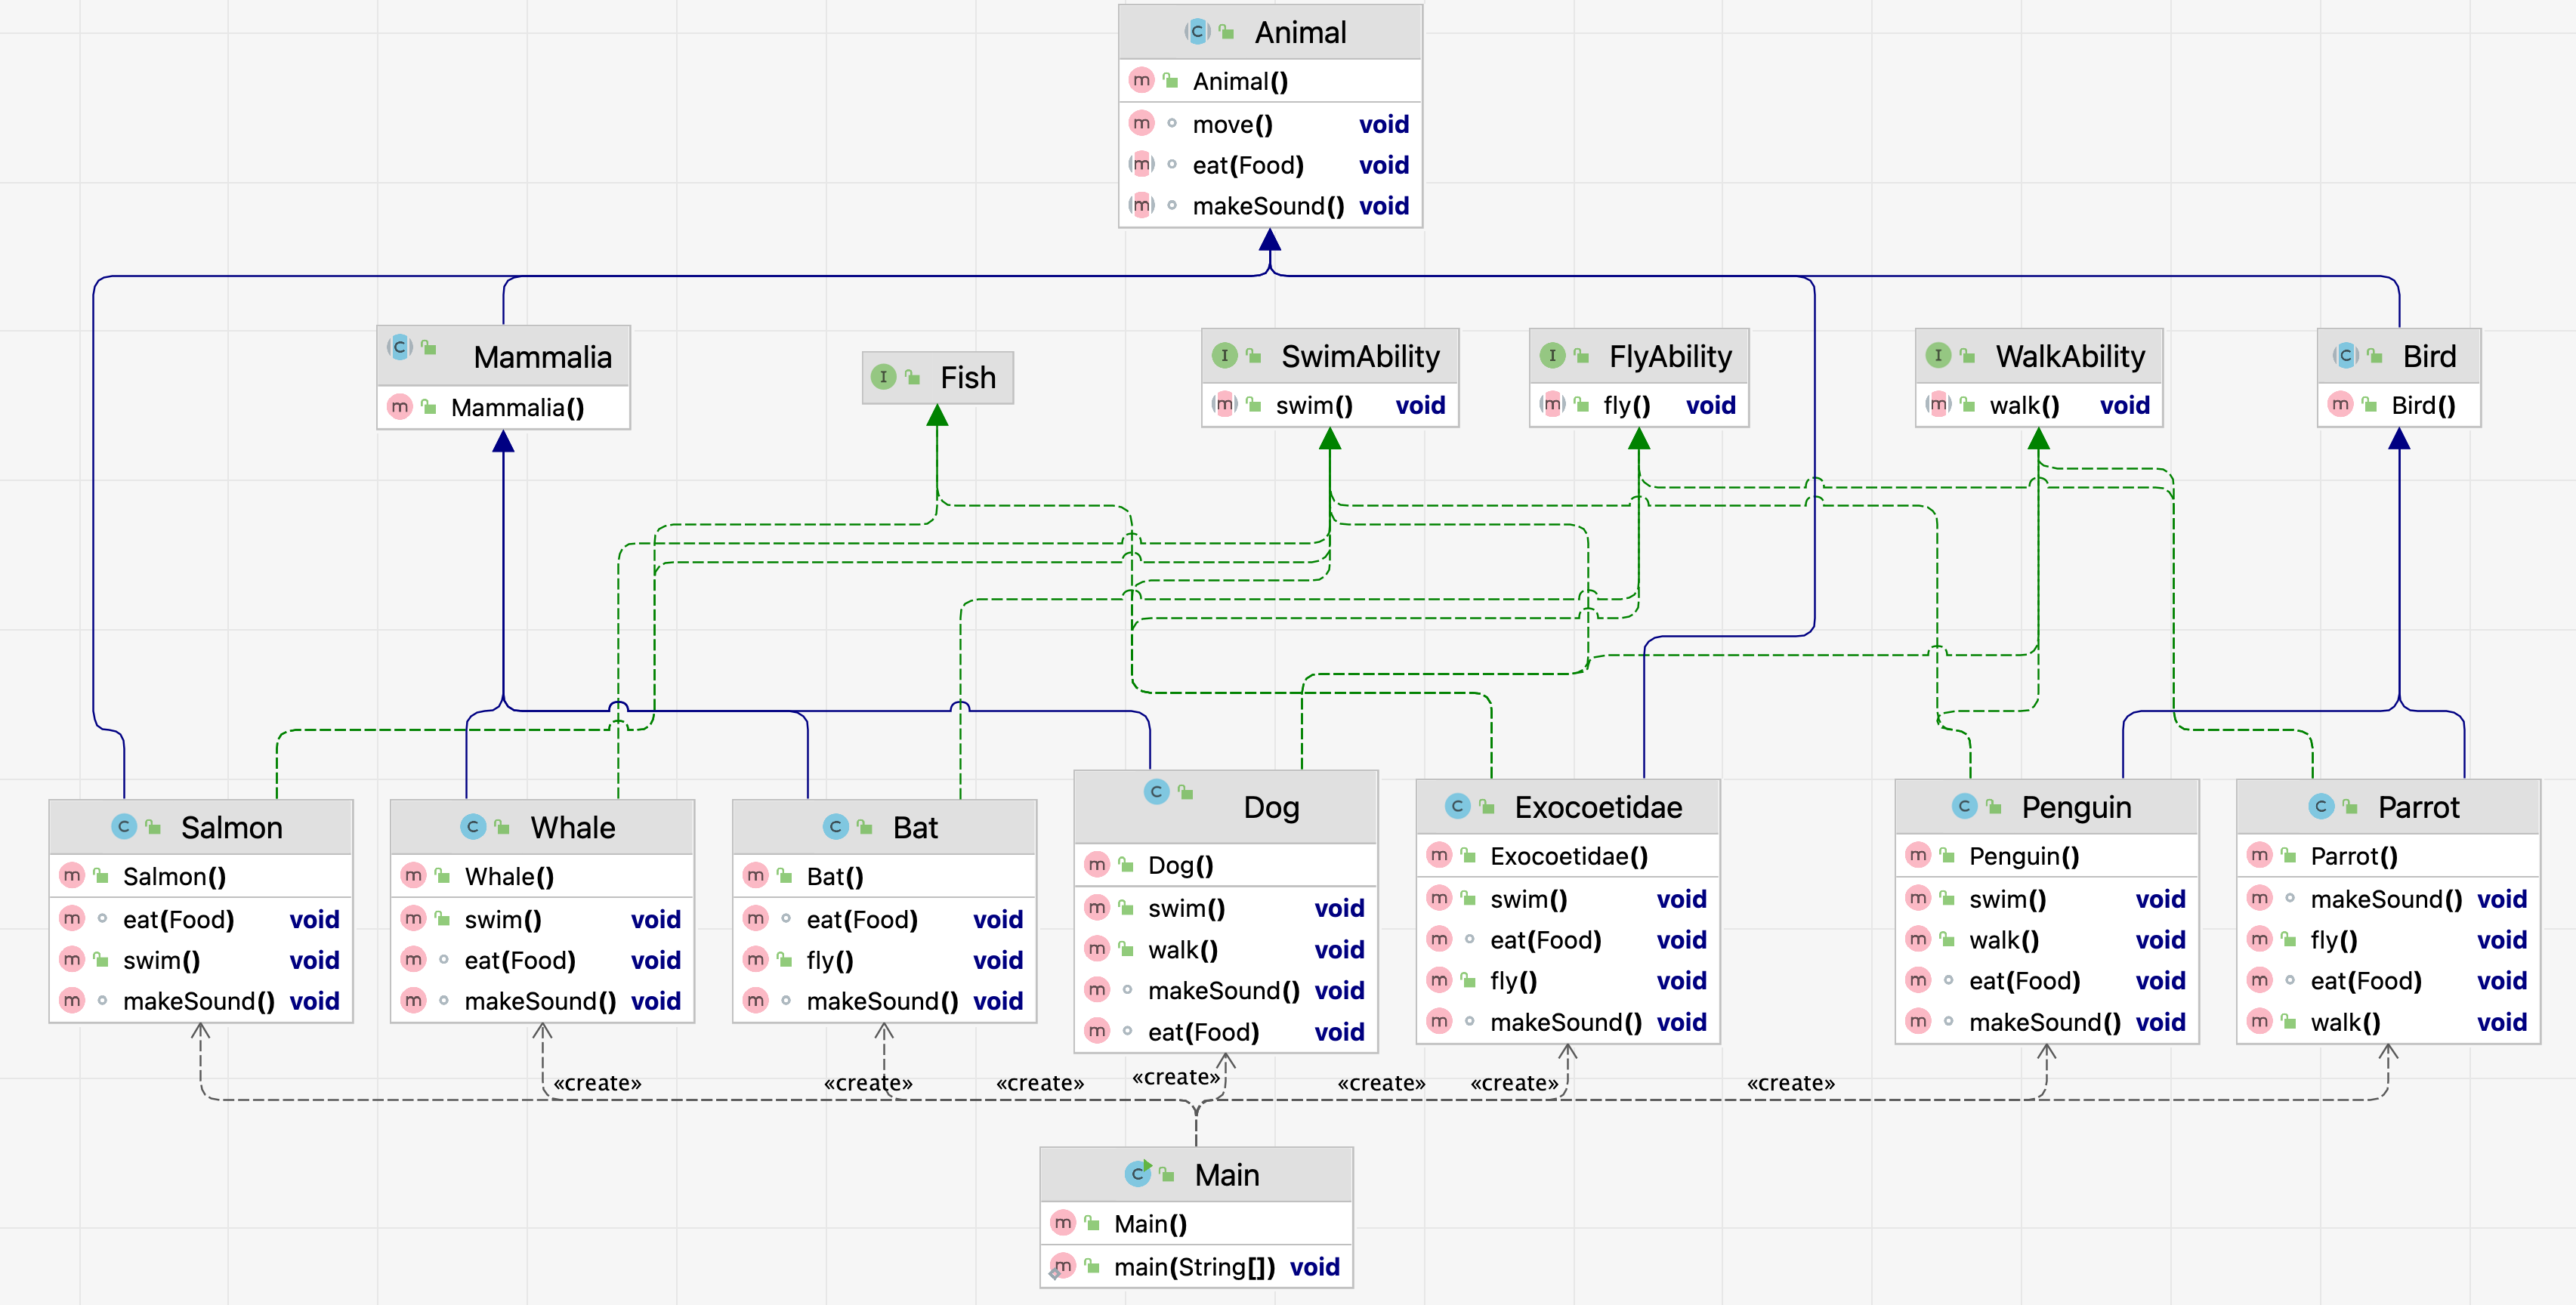 Animal
Animal()
move() void
eat(Food) void
makeSound() void
Mammalia
Mammalia()
Fish
SwimAbility
swim() void
FlyAbility
fly() void
WalkAbility
walk() void
Bird
Bird()
Salmon
Salmon()
eat(Food) void
swim() void
makeSound() void
Whale
Whale()
swim() void
eat(Food) void
makeSound() void
Bat
Bat()
eat(Food) void
fly() void
makeSound() void
Dog
Dog()
swim() void
walk() void
makeSound() void
eat(Food) void
Exocoetidae
Exocoetidae()
swim() void
eat(Food) void
fly() void
makeSound() void
Penguin
Penguin()
swim() void
walk() void
eat(Food) void
makeSound() void
Parrot
Parrot()
makeSound() void
fly() void
eat(Food) void
walk() void
«create» «create» «create» «create» «create» «create» «create»
Main
Main()
main(String[]) void